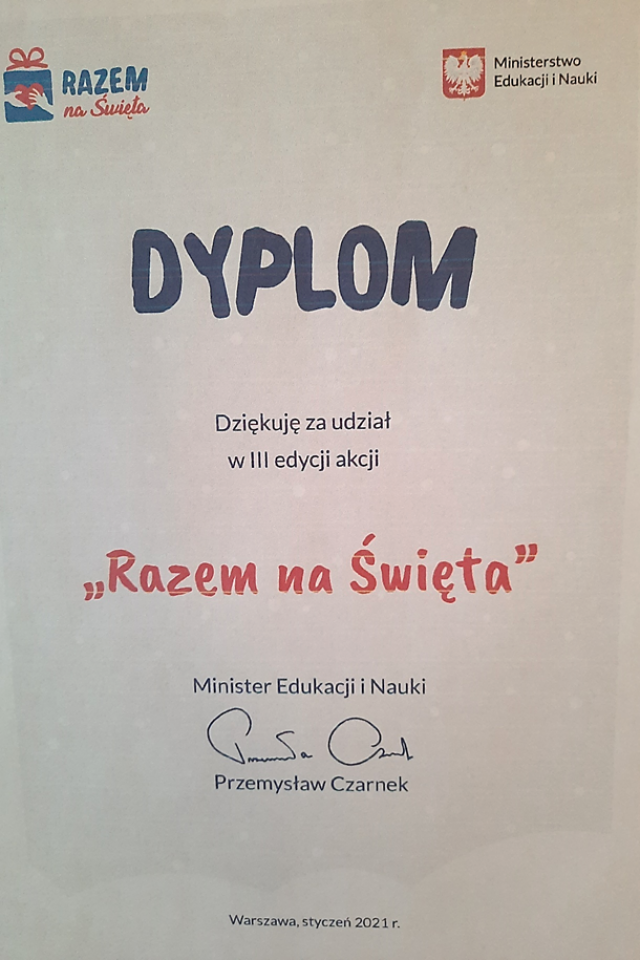 RAZEM
na Święta
Ministerstwo
Edukacji i Nauki
DYPLOM
Dziękuję za udział
w III edycji akcji
„Razem na Święta”
Minister Edukacji i Nauki
Przemysław Czarnek
Warszawa, styczeń 2021 r.